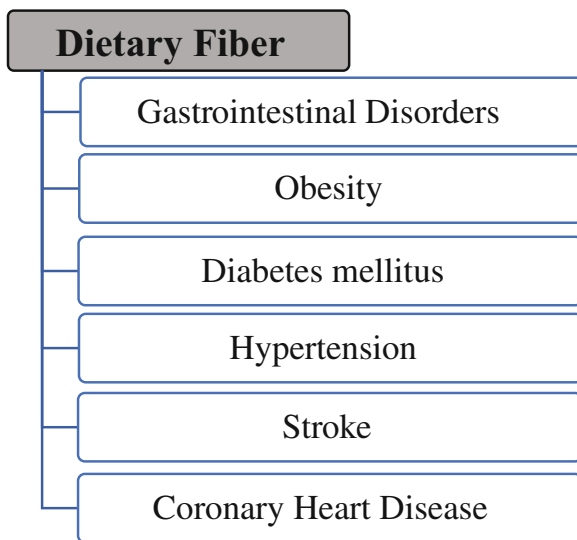 Dietary Fiber
Gastrointestinal Disorders
Obesity
Diabetes mellitus
Hypertension
Stroke
Coronary Heart Disease